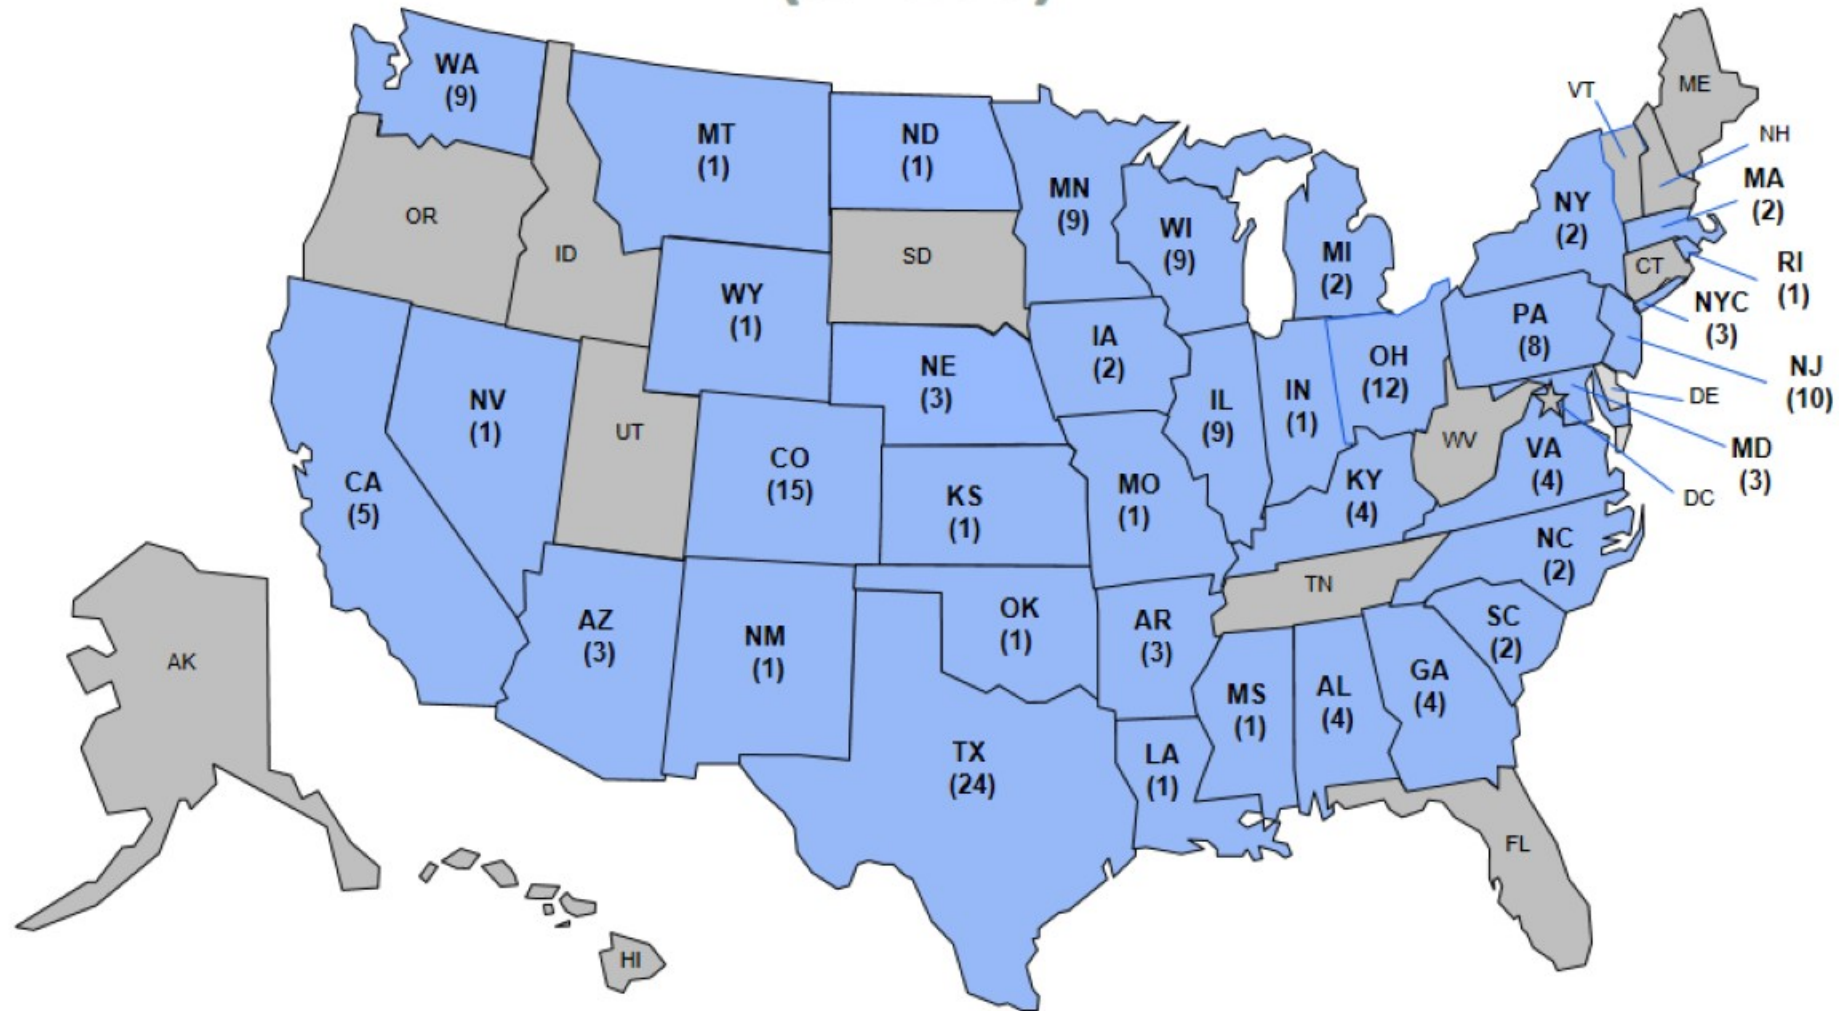 WA
(9)
MT
(1)
ND
(1)
MN
(9)
OR
ID
SD
WI
(9)
MI
(2)
VT
ME
NH
MA
(2)
NY
(2)
CT
RI
(1)
NYC
(3)
WY
(1)
IA
(2)
PA
(8)
NJ
(10)
NE
(3)
NV
(1)
UT
CO
(15)
IL
(9)
IN
(1)
OH
(12)
DE
WV
VA
(4)
MD
(3)
DC
CA
(5)
KS
(1)
MO
(1)
KY
(4)
NC
(2)
TN
AZ
(3)
NM
(1)
OK
(1)
AR
(3)
SC
(2)
AK
MS
(1)
AL
(4)
GA
(4)
TX
(24)
LA
(1)
FL
HI